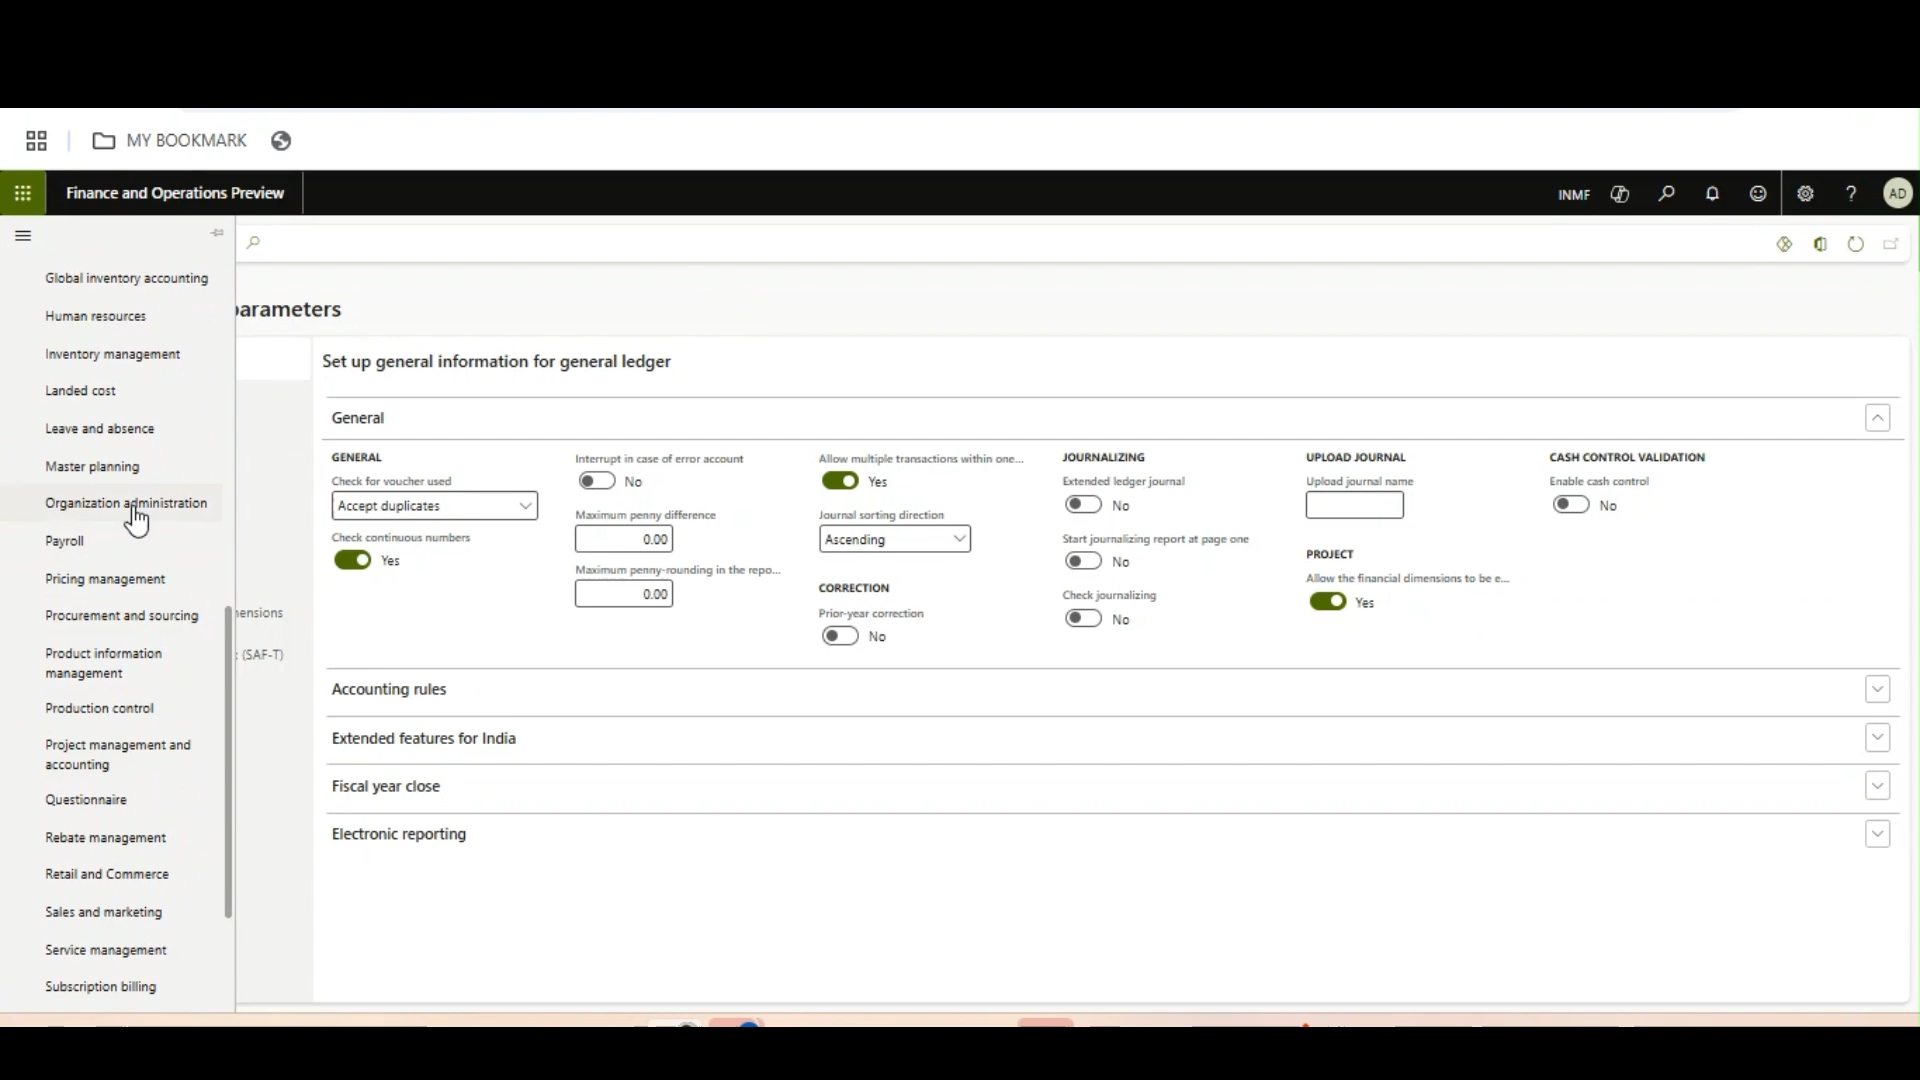 MY BOOKMARK
Finance and Operations Preview
INMF
AD
Global inventory accounting
Human resources
Inventory management
Landed cost
Leave and absence
Master planning
Organization administration
Payroll
Pricing management
Procurement and sourcing
Product information
management
Production control
Project management and
accounting
Questionnaire
Rebate management
Retail and Commerce
Sales and marketing
Service management
Subscription billing
parameters
ensions
: (SAF-T)
Set up general information for general ledger
General
GENERAL
Check for voucher used
Accept duplicates
Check continuous numbers
Yes
Interrupt in case of error account
No
Maximum penny difference
0.00
Maximum penny-rounding in the repo...
0.00
Allow multiple transactions within one...
Yes
Journal sorting direction
Ascending
CORRECTION
Prior-year correction
No
JOURNALIZING
Extended ledger journal
No
Start journalizing report at page one
No
Check journalizing
No
UPLOAD JOURNAL
Upload journal name
PROJECT
Allow the financial dimensions to be e...
Yes
CASH CONTROL VALIDATION
Enable cash control
No
Accounting rules
Extended features for India
Fiscal year close
Electronic reporting